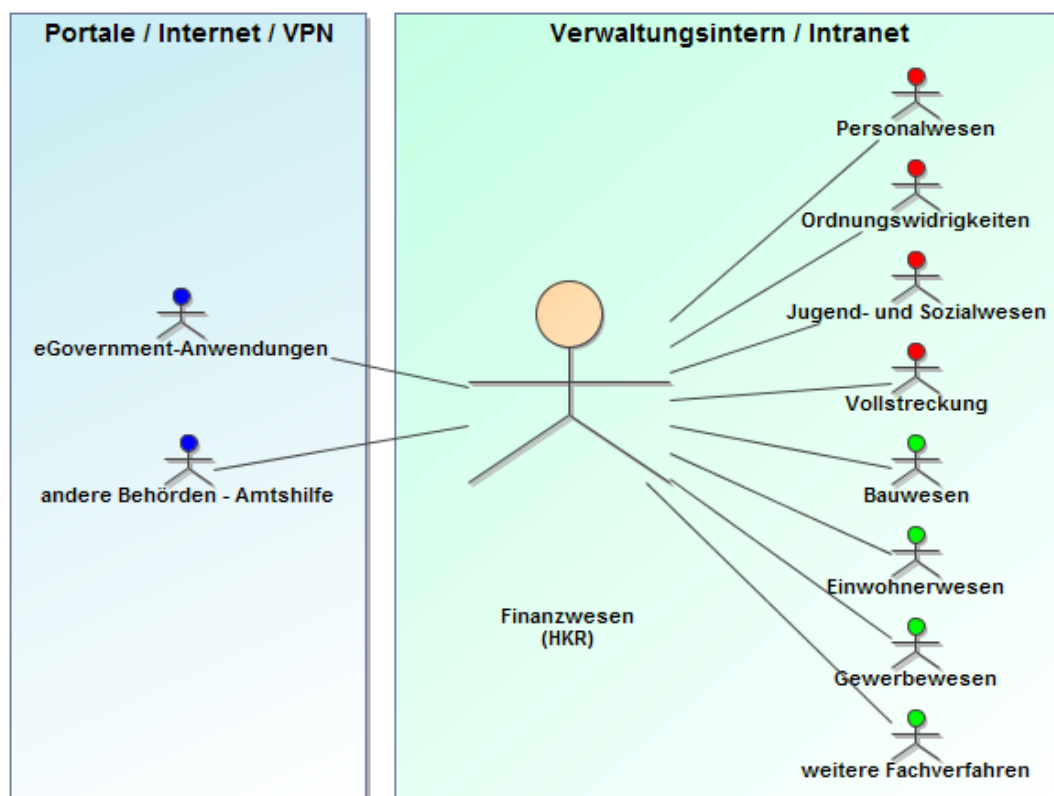 Portale / Internet / VPN
eGovernment-Anwendungen
andere Behörden - Amtshilfe
Verwaltungsintern / Intranet
Finanzwesen
(HKR)
Personalwesen
Ordnungswidrigkeiten
Jugend- und Sozialwesen
Vollstreckung
Bauwesen
Einwohnerwesen
Gewerbewesen
weitere Fachverfahren